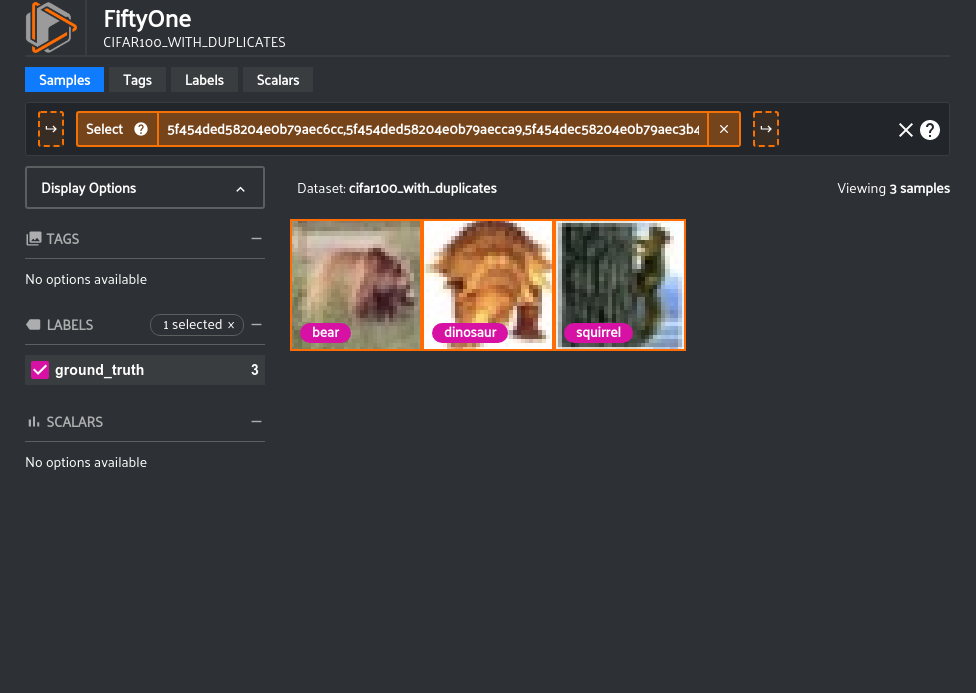 FiftyOne
CIFAR100_WITH_DUPLICATES
Samples Tags Labels Scalars
Select ? 5f454ded58204e0b79aec6cc,5f454ded58204e0b79aecca9,5f454dec58204e0b79aec3b4 × ?
Display Options Dataset: cifar100_with_duplicates Viewing 3 samples
TAGS
No options available
LABELS 1 selected ×
bear dinosaur squirrel
ground_truth 3
SCALARS
No options available